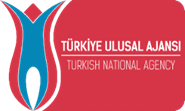 TÜRKİYE ULUSAL AJANSI
TURKISH NATIONAL AGENCY